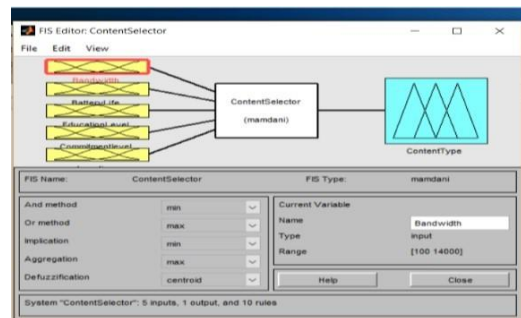 FIS Editor: ContentSelector
File Edit View
Bandwidth
BatteryLife
EducationLevel
Commitmentlevel
ContentSelector
(mamdani)
ContentType
FIS Name: ContentSelector FIS Type: mamdani
And method min
Or method max
Implication min
Aggregation max
Defuzzification centroid
Current Variable
Name Bandwidth
Type input
Range [100 14000]
Help Close
System "ContentSelector": 5 inputs, 1 output, and 10 rules